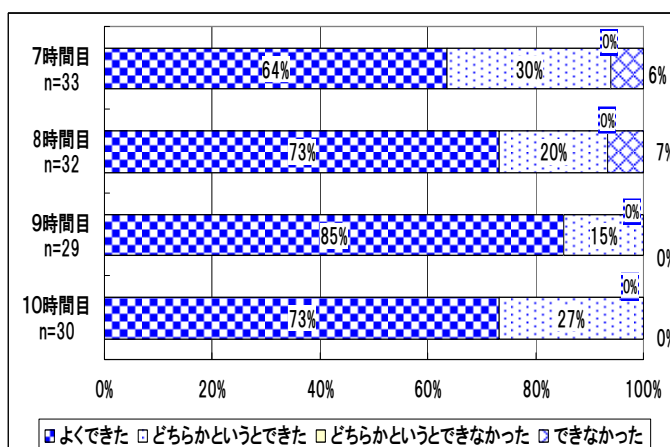 7時間目
n=33
64%
30%
0%
6%
8時間目
n=32
73%
20%
0%
7%
9時間目
n=29
85%
15%
0%
0%
10時間目
n=30
73%
27%
0%
0%
0% 20% 40% 60% 80% 100%
よくできた どちらかというとできた どちらかというとできなかった できなかった